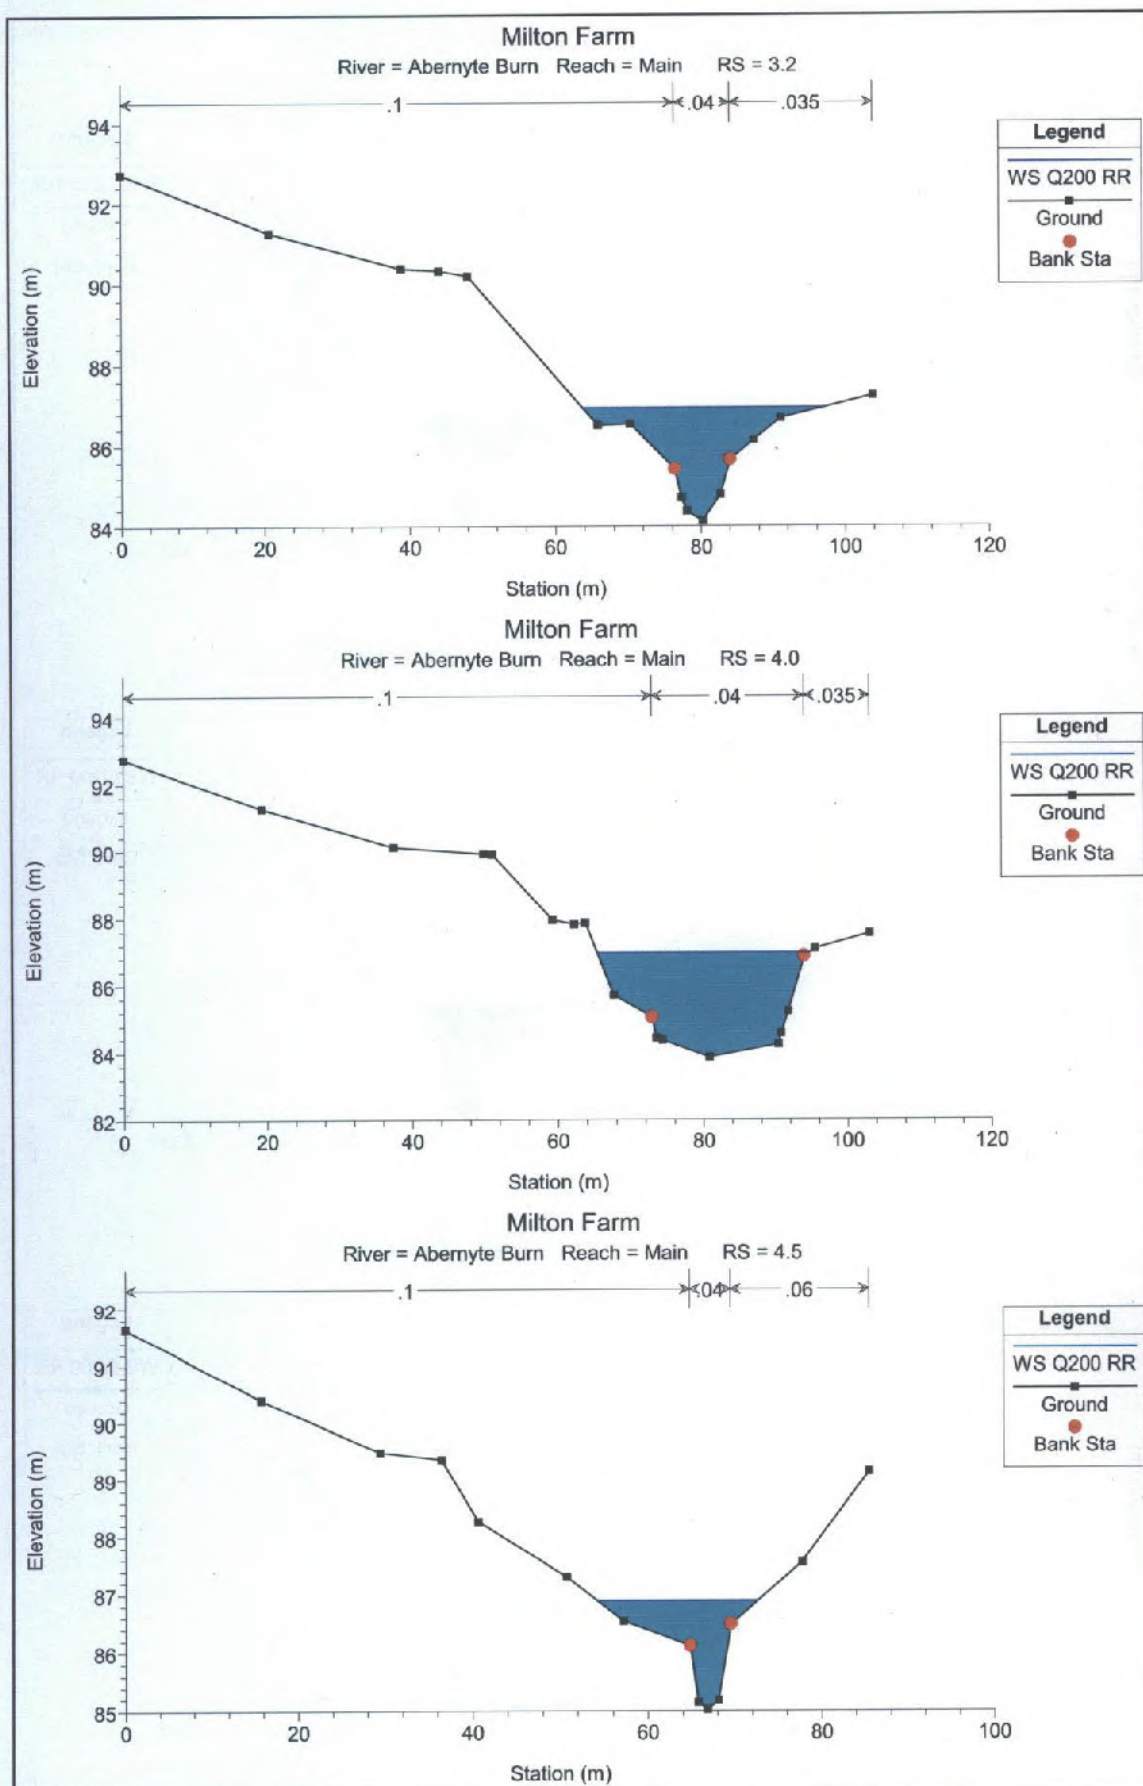 Milton Farm
River = Abernyte Burn Reach = Main RS = 3.2
.1 .04 .035
Legend
WS Q200 RR
Ground
Bank Sta
94
92
90
88
86
84
Elevation (m)
0 20 40 60 80 100 120
Station (m)
Milton Farm
River = Abernyte Burn Reach = Main RS = 4.0
.1 .04 .035
Legend
WS Q200 RR
Ground
Bank Sta
94
92
90
88
86
84
82
Elevation (m)
0 20 40 60 80 100 120
Station (m)
Milton Farm
River = Abernyte Burn Reach = Main RS = 4.5
.1 .04 .06
Legend
WS Q200 RR
Ground
Bank Sta
92
91
90
89
88
87
86
85
Elevation (m)
0 20 40 60 80 100
Station (m)